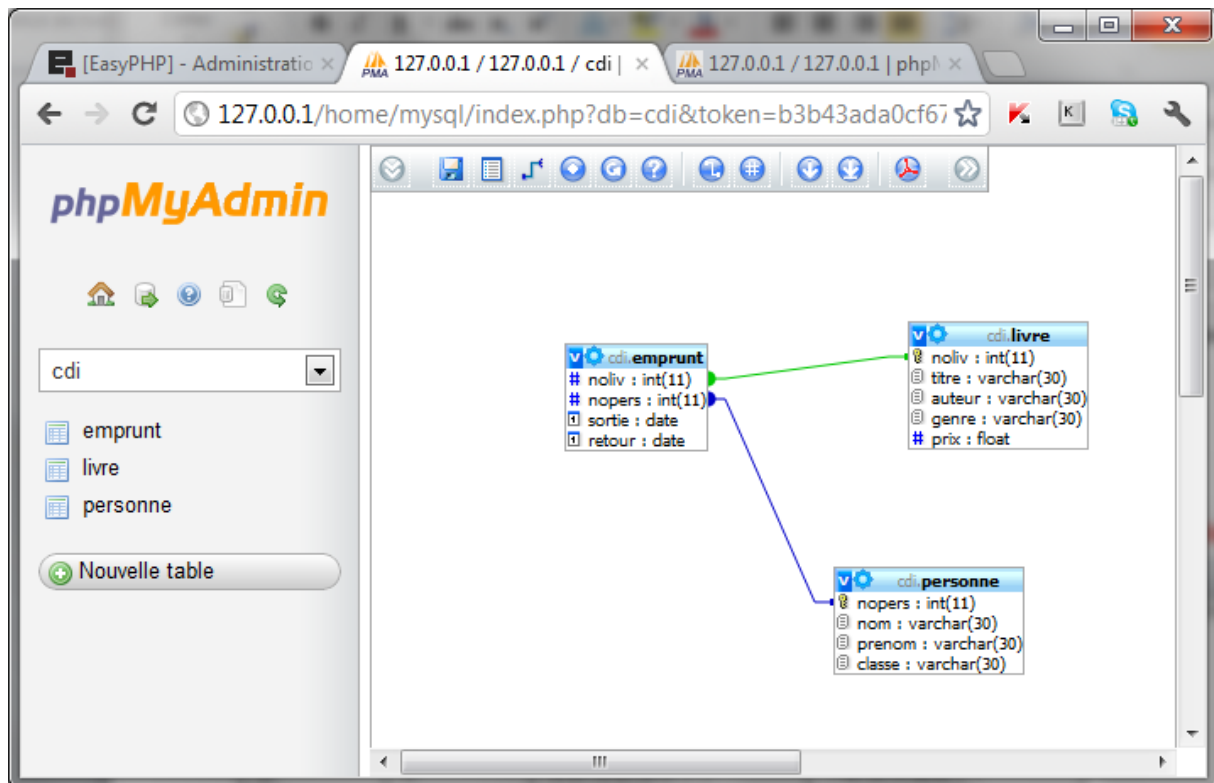 [EasyPHP] - Administratio
127.0.0.1 / 127.0.0.1 / cdi |
127.0.0.1 / 127.0.0.1 | phpM
127.0.0.1/home/mysql/index.php?db=cdi&token=b3b43ada0cf67
phpMyAdmin
cdi
emprunt
livre
personne
Nouvelle table
cdi.emprunt
noliv : int(11)
nopers : int(11)
sortie : date
retour : date
cdi.livre
noliv : int(11)
titre : varchar(30)
auteur : varchar(30)
genre : varchar(30)
prix : float
cdi.personne
nopers : int(11)
nom : varchar(30)
prenom : varchar(30)
classe : varchar(30)